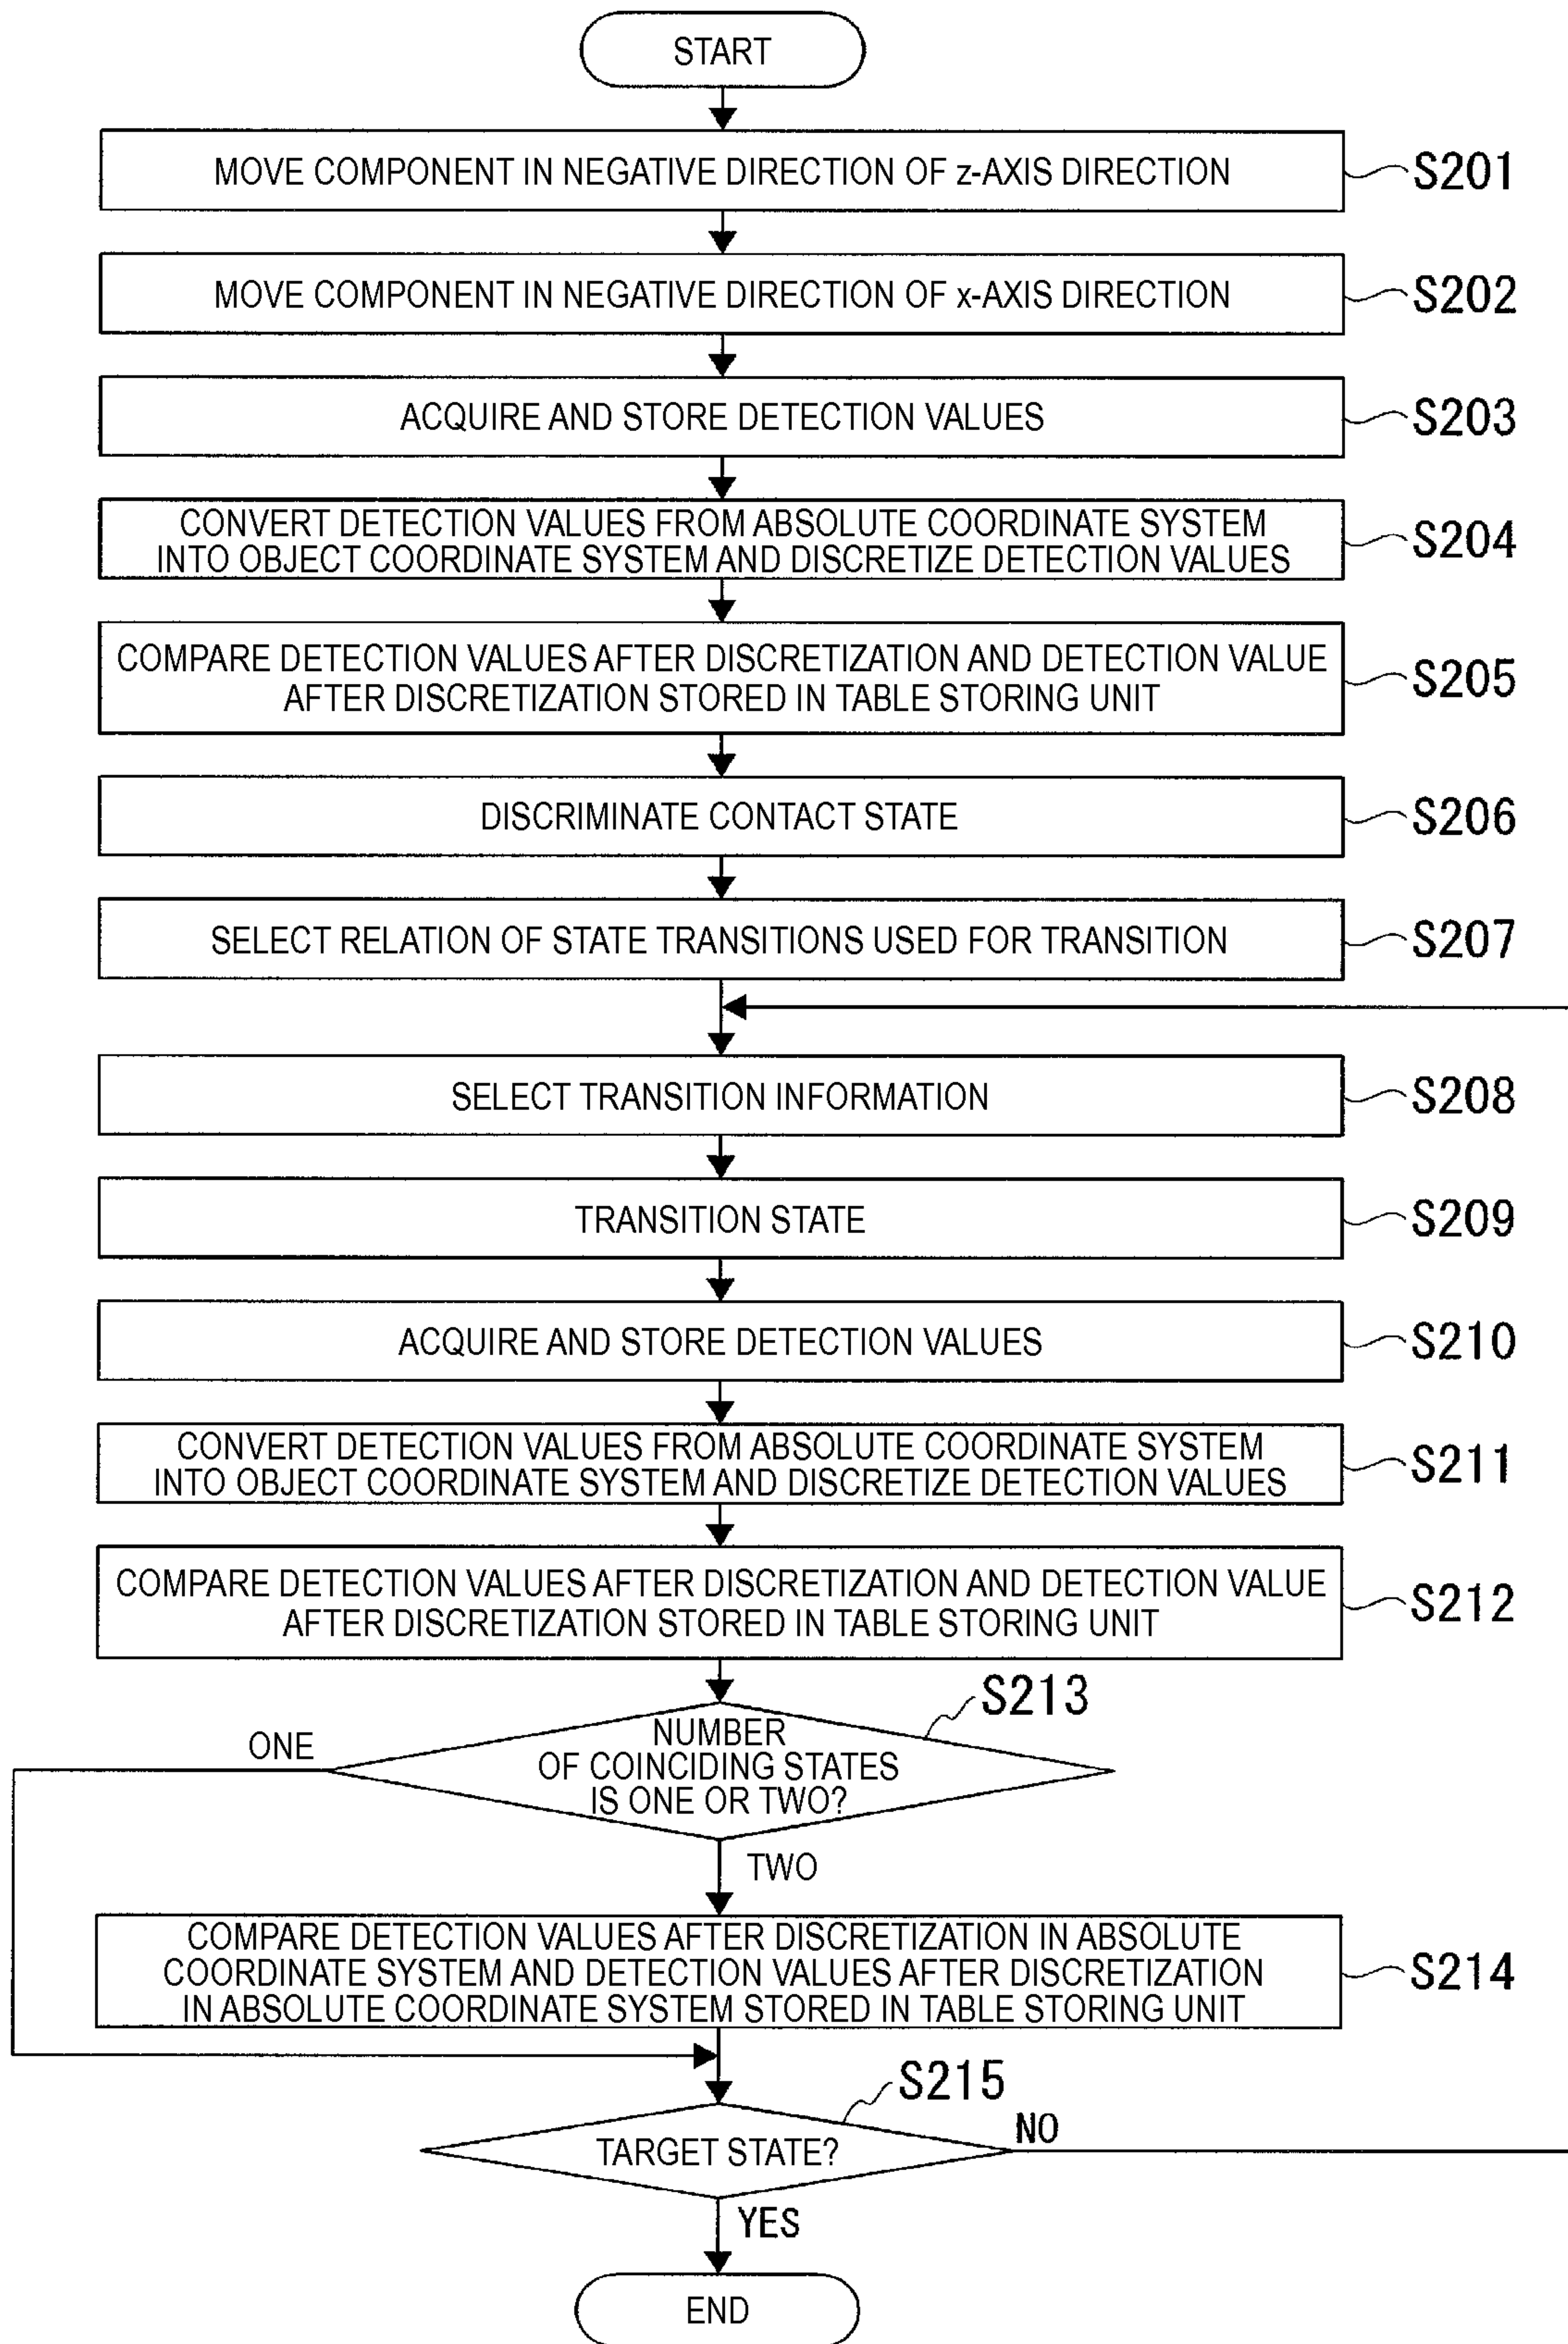 START
MOVE COMPONENT IN NEGATIVE DIRECTION OF z-AXIS DIRECTION
S201
MOVE COMPONENT IN NEGATIVE DIRECTION OF x-AXIS DIRECTION
S202
ACQUIRE AND STORE DETECTION VALUES
S203
CONVERT DETECTION VALUES FROM ABSOLUTE COORDINATE SYSTEM
INTO OBJECT COORDINATE SYSTEM AND DISCRETIZE DETECTION VALUES
S204
COMPARE DETECTION VALUES AFTER DISCRETIZATION AND DETECTION VALUE
AFTER DISCRETIZATION STORED IN TABLE STORING UNIT
S205
DISCRIMINATE CONTACT STATE
S206
SELECT RELATION OF STATE TRANSITIONS USED FOR TRANSITION
S207
SELECT TRANSITION INFORMATION
S208
TRANSITION STATE
S209
ACQUIRE AND STORE DETECTION VALUES
S210
CONVERT DETECTION VALUES FROM ABSOLUTE COORDINATE SYSTEM
INTO OBJECT COORDINATE SYSTEM AND DISCRETIZE DETECTION VALUES
S211
COMPARE DETECTION VALUES AFTER DISCRETIZATION AND DETECTION VALUE
AFTER DISCRETIZATION STORED IN TABLE STORING UNIT
S212
S213
NUMBER
OF COINCIDING STATES
IS ONE OR TWO?
ONE
TWO
COMPARE DETECTION VALUES AFTER DISCRETIZATION IN ABSOLUTE
COORDINATE SYSTEM AND DETECTION VALUES AFTER DISCRETIZATION
IN ABSOLUTE COORDINATE SYSTEM STORED IN TABLE STORING UNIT
S214
S215
TARGET STATE?
NO
YES
END